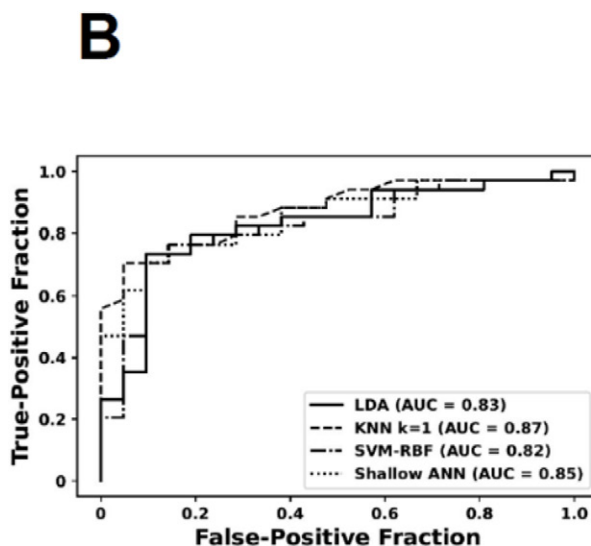 B
True-Positive Fraction
1.0
0.8
0.6
0.4
0.2
0
LDA (AUC = 0.83)
KNN k=1 (AUC = 0.87)
SVM-RBF (AUC = 0.82)
Shallow ANN (AUC = 0.85)
0
0.2
0.4
0.6
0.8
1.0
False-Positive Fraction